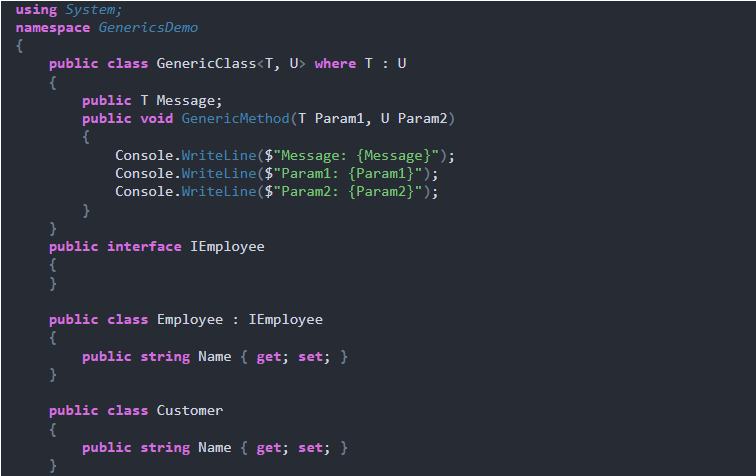 using System;
namespace GenericsDemo
{
    public class GenericClass<T, U> where T : U
    {
        public T Message;
        public void GenericMethod(T Param1, U Param2)
        {
            Console.WriteLine($"Message: {Message}");
            Console.WriteLine($"Param1: {Param1}");
            Console.WriteLine($"Param2: {Param2}");
        }
    }
    public interface IEmployee
    {
    }

    public class Employee : IEmployee
    {
        public string Name { get; set; }
    }

    public class Customer
    {
        public string Name { get; set; }
    }